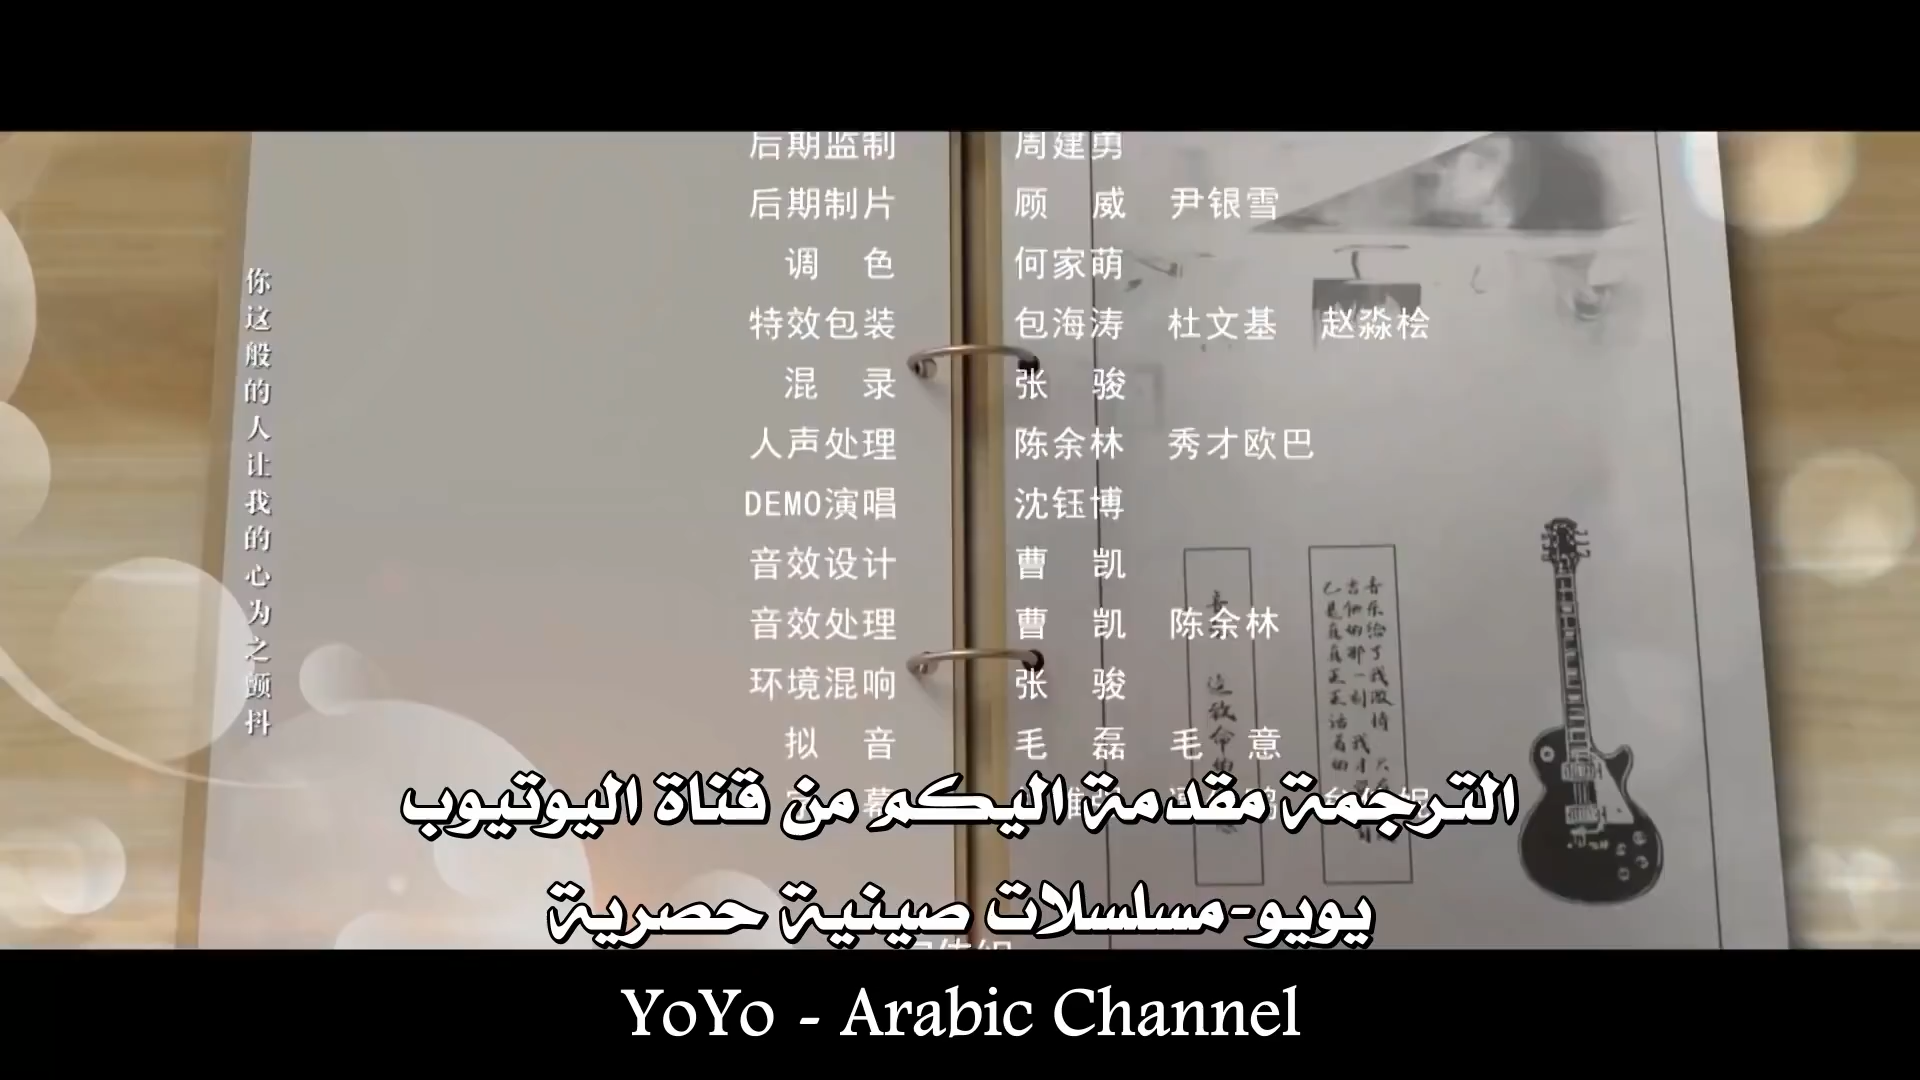 后期监制 周建勇
后期制片 顾 威 尹银雪
调 色 何家萌
特效包装 包海涛 杜文基 赵淼桧
混 录 张 骏
人声处理 陈余林 秀才欧巴
DEMO演唱 沈钰博
音效设计 曹 凯
音效处理 曹 凯 陈余林
环境混响 张 骏
拟 音 毛 磊 毛 意
字 幕
你这般的人让我的心为之颤抖
الترجمة مقدمة اليكم من قناة اليوتيوب
يويو-مسلسلات صينية حصرية
YoYo - Arabic Channel